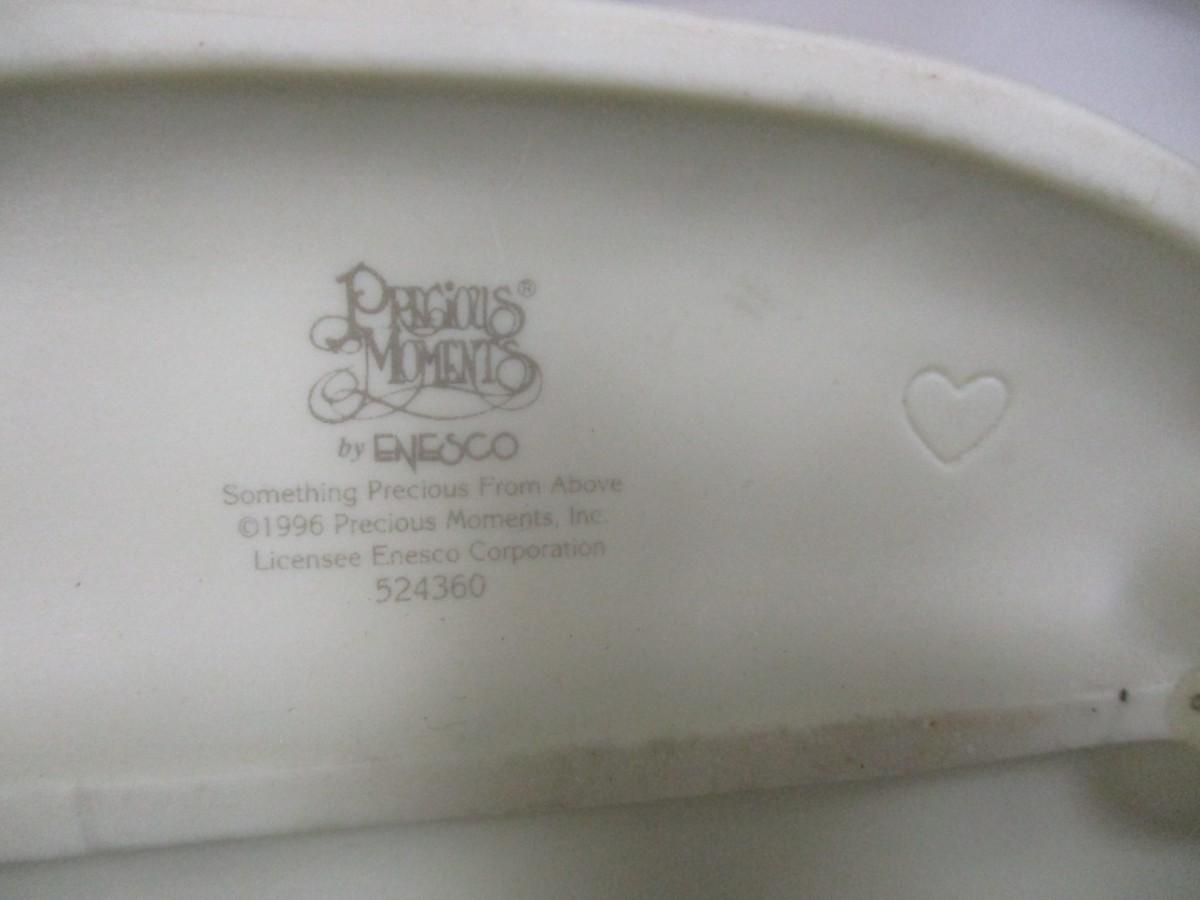 PRECIOUS®
MOMENTS
by ENESCO
Something Precious From Above
©1996 Precious Moments, Inc.
Licensee Enesco Corporation
524360